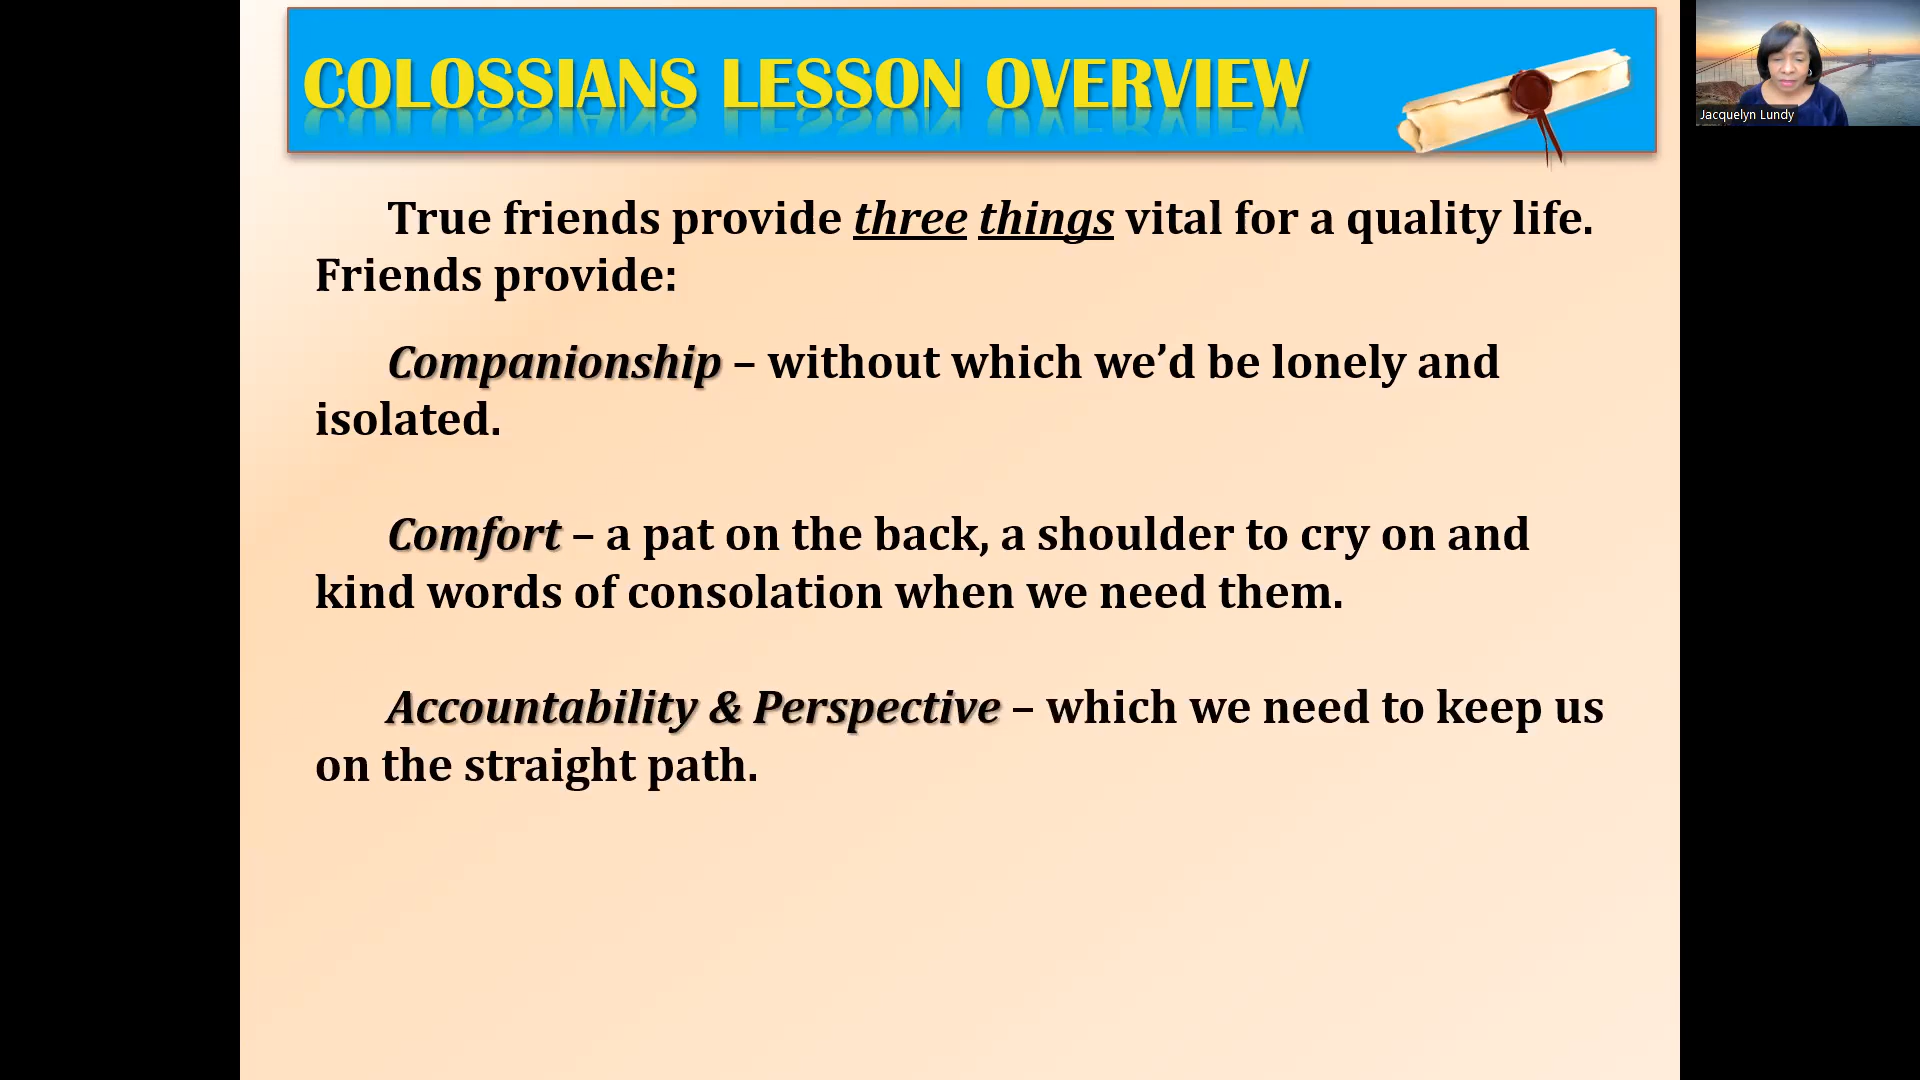 COLOSSIANS LESSON OVERVIEW
Jacquelyn Lundy
True friends provide three things vital for a quality life.
Friends provide:
Companionship – without which we’d be lonely and
isolated.
Comfort – a pat on the back, a shoulder to cry on and
kind words of consolation when we need them.
Accountability & Perspective – which we need to keep us
on the straight path.